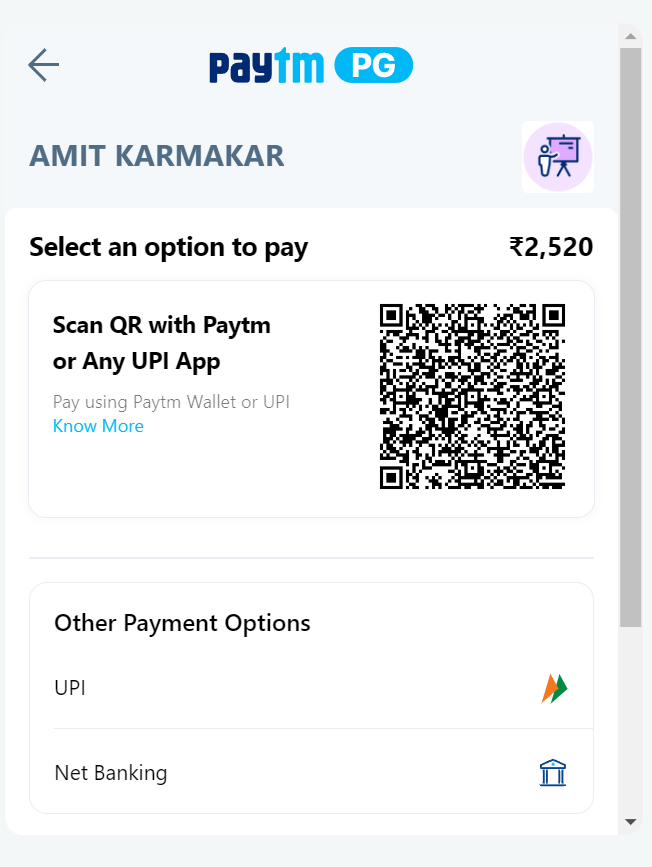 paytm PG
AMIT KARMAKAR
Select an option to pay ₹2,520
Scan QR with Paytm
or Any UPI App
Pay using Paytm Wallet or UPI
Know More
Other Payment Options
UPI
Net Banking